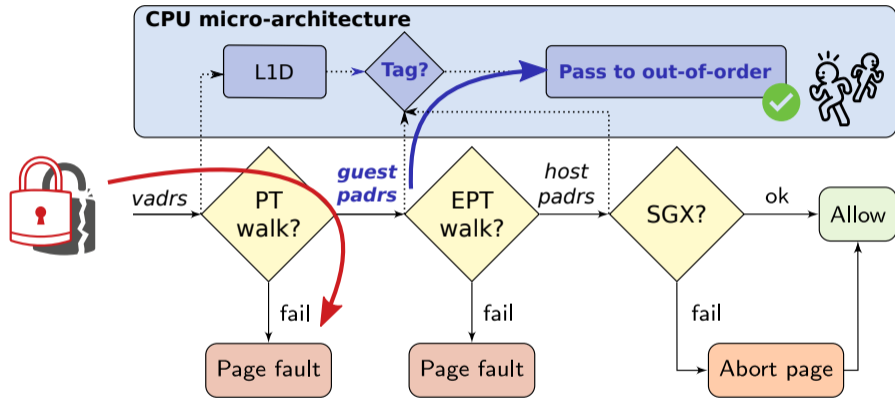 CPU micro-architecture
L1D
Tag?
Pass to out-of-order
vadrs
PT
walk?
guest
padrs
EPT
walk?
host
padrs
SGX?
ok
Allow
fail
fail
fail
Page fault
Page fault
Abort page